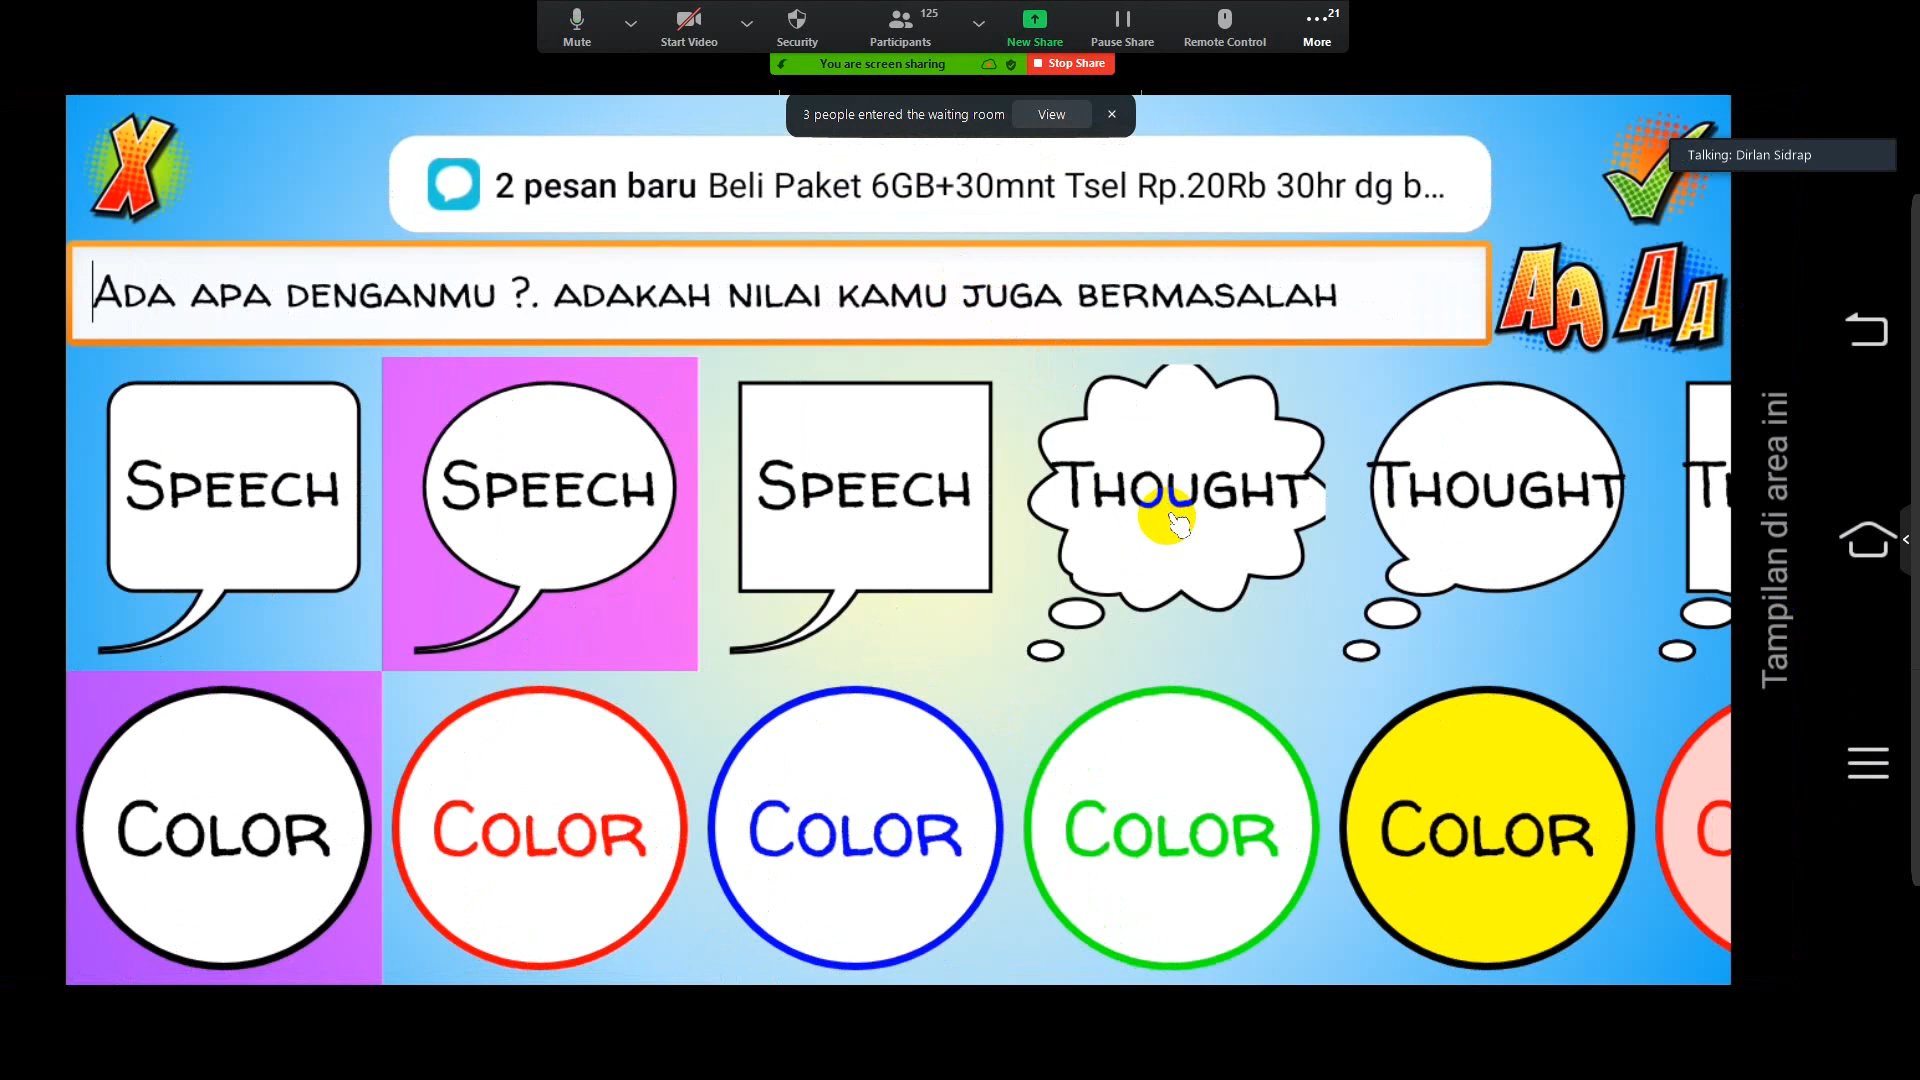 125
21
Mute
Start Video
Security
Participants
New Share
Pause Share
Remote Control
More
You are screen sharing
Stop Share
3 people entered the waiting room
View
Talking: Dirlan Sidrap
X
2 pesan baru Beli Paket 6GB+30mnt Tsel Rp.20Rb 30hr dg b...
Ada apa denganmu ?. adakah nilai kamu juga bermasalah
AA
AA
Speech
Speech
Speech
Thought
Thought
Tampilan di area ini
Color
Color
Color
Color
Color
C